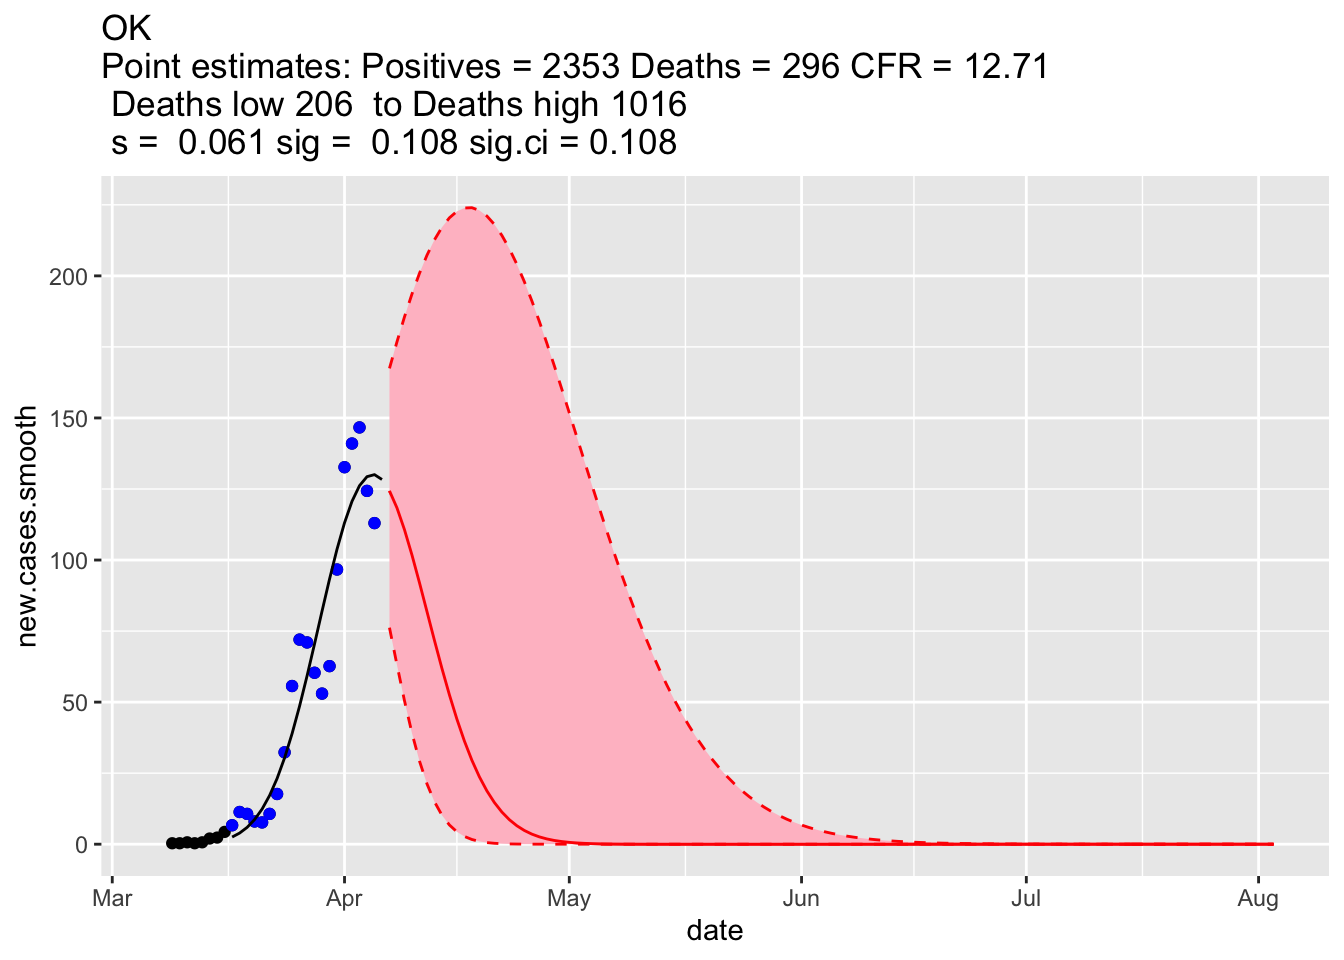 OK
Point estimates: Positives = 2353 Deaths = 296 CFR = 12.71
Deaths low 206  to Deaths high 1016
s =  0.061 sig =  0.108 sig.ci = 0.108
new.cases.smooth
200
150
100
50
0
Mar Apr May Jun Jul Aug
date